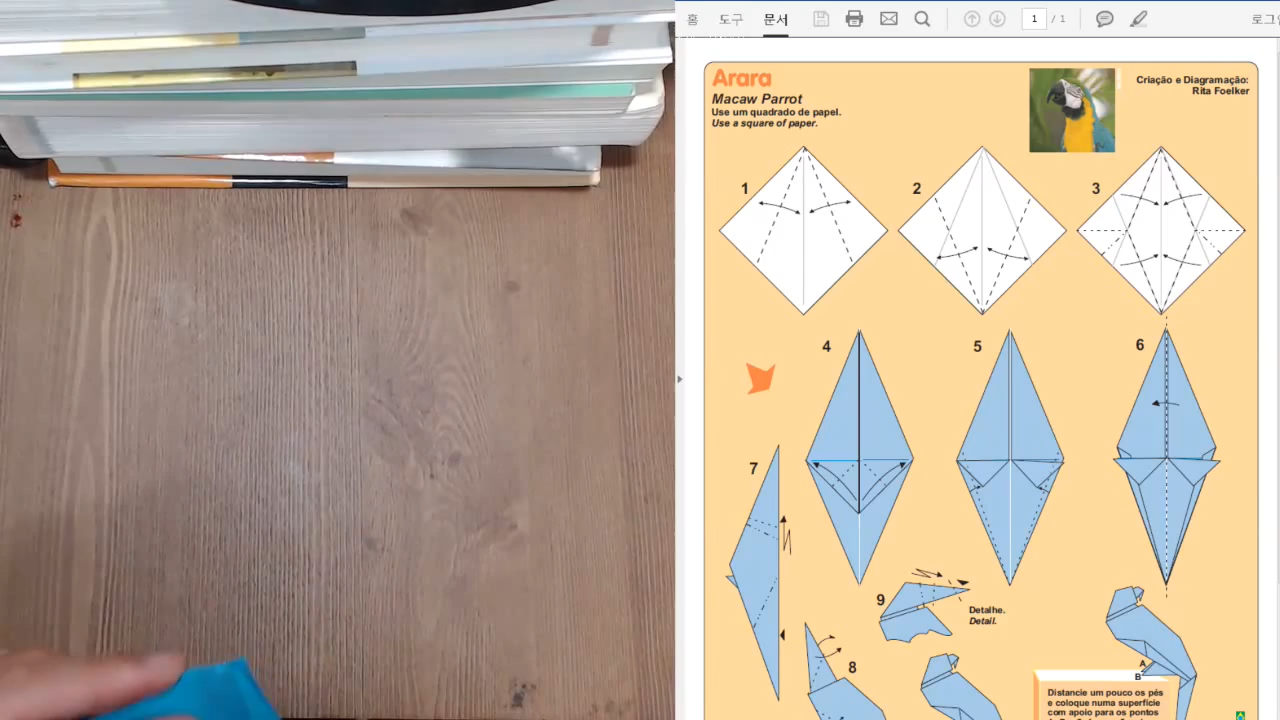 홈 도구 문서
1 / 1
Arara
Macaw Parrot
Use um quadrado de papel.
Use a square of paper.
Criação e Diagramação:
Rita Foelker
1
2
3
4
5
6
7
8
9
Detalhe.
Detail.
A
B
Distancie um pouco os pés
e coloque numa superfície
com apoio para os pontos